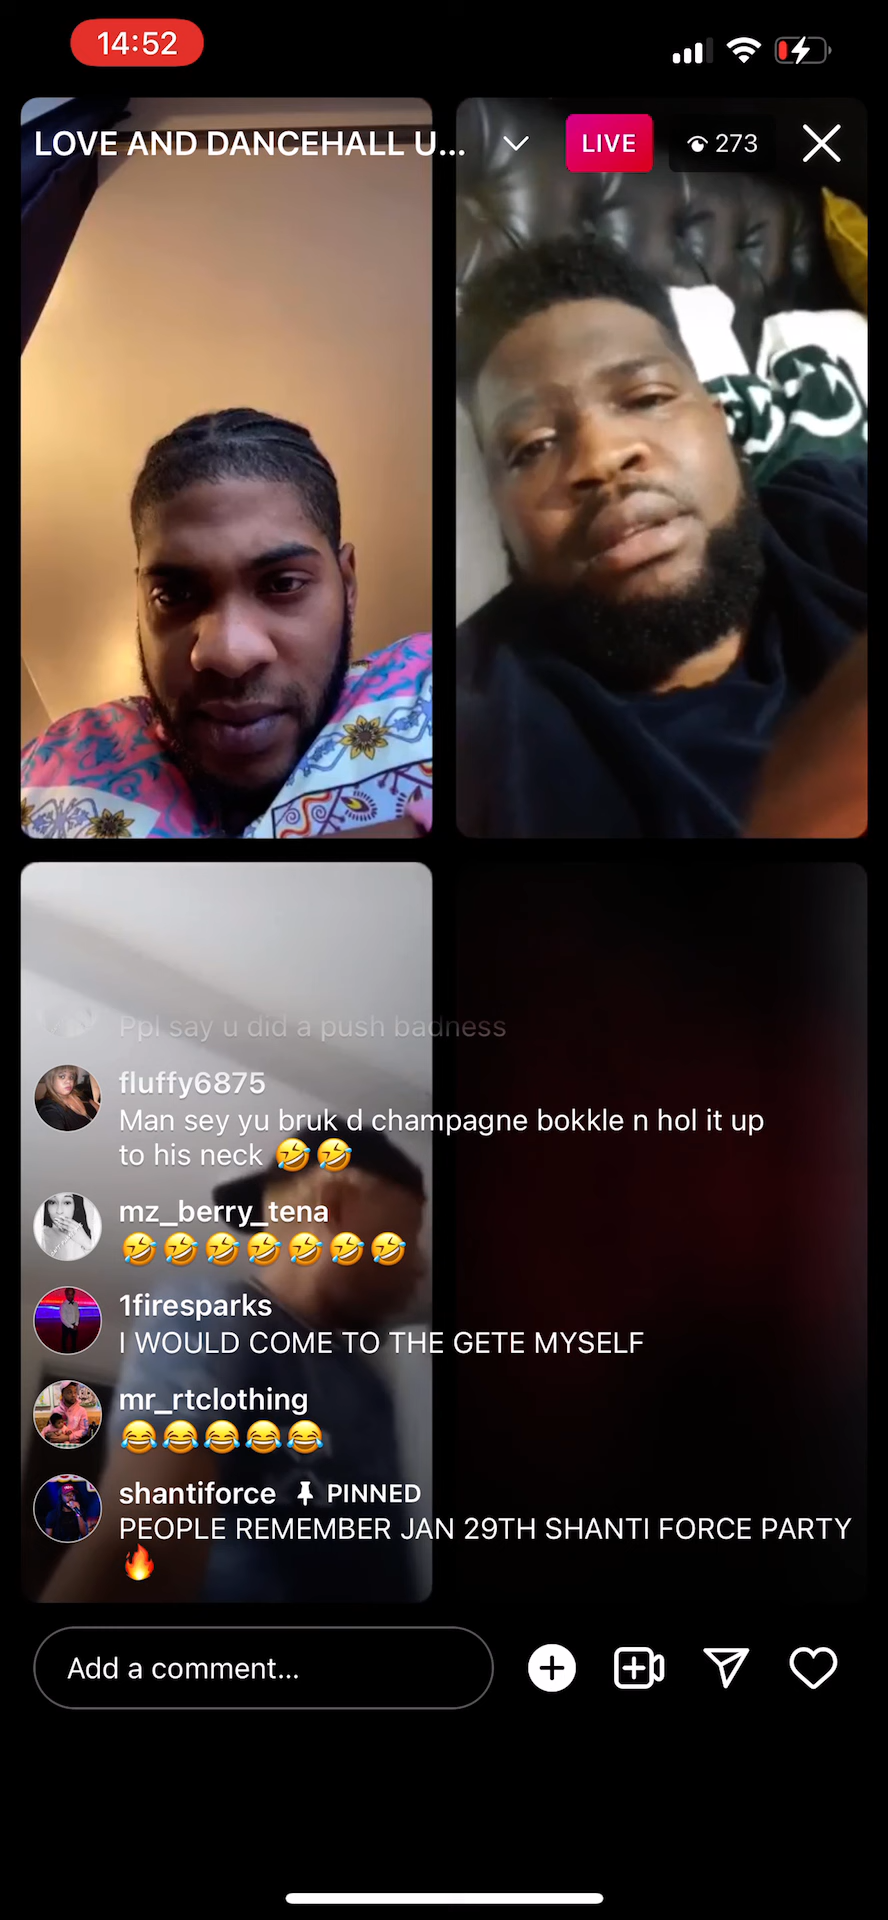 14:52
LOVE AND DANCEHALL U...
LIVE
273
Ppl say u did a push badness
fluffy6875
Man sey yu bruk d champagne bokkle n hol it up
to his neck 🤣🤣
mz_berry_tena
🤣🤣🤣🤣🤣🤣🤣
1firesparks
I WOULD COME TO THE GETE MYSELF
mr_rtclothing
😂😂😂😂😂
shantiforce PINNED
PEOPLE REMEMBER JAN 29TH SHANTI FORCE PARTY
🔥
Add a comment...